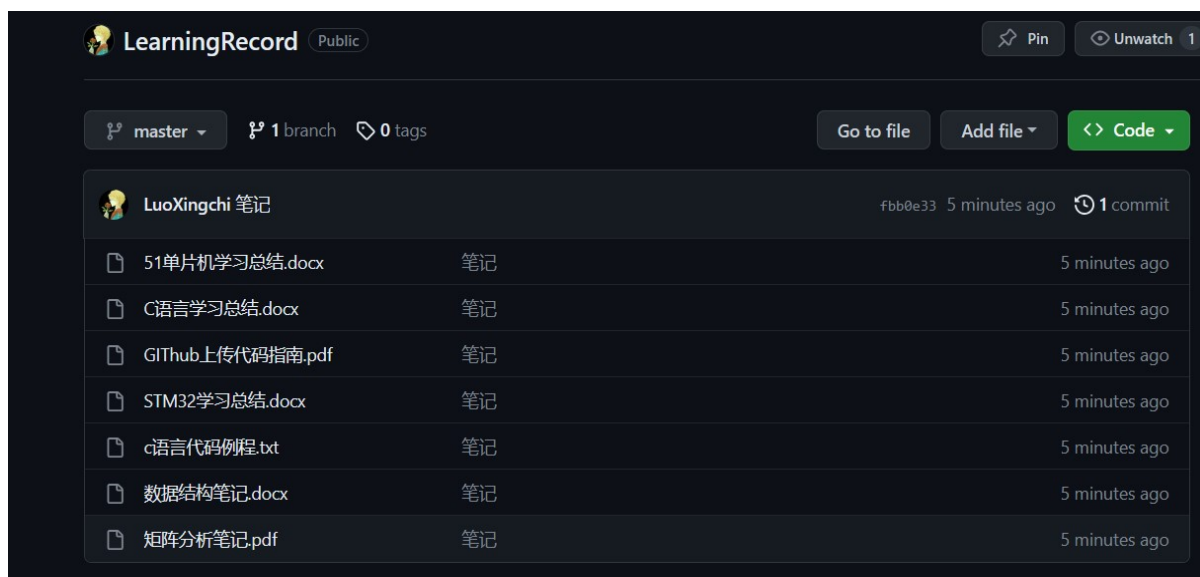 LearningRecord Public Pin Unwatch 1
master 1 branch 0 tags Go to file Add file Code
LuoXingchi 笔记 fbb0e33 5 minutes ago 1 commit
51单片机学习总结.docx 笔记 5 minutes ago
C语言学习总结.docx 笔记 5 minutes ago
GIThub上传代码指南.pdf 笔记 5 minutes ago
STM32学习总结.docx 笔记 5 minutes ago
c语言代码例程.txt 笔记 5 minutes ago
数据结构笔记.docx 笔记 5 minutes ago
矩阵分析笔记.pdf 笔记 5 minutes ago